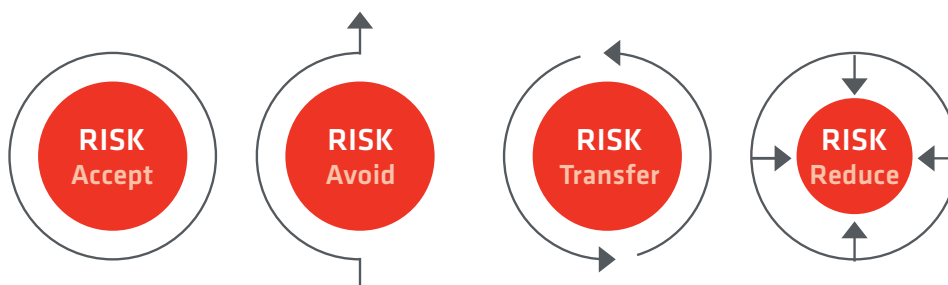 RISK
Accept
RISK
Avoid
RISK
Transfer
RISK
Reduce